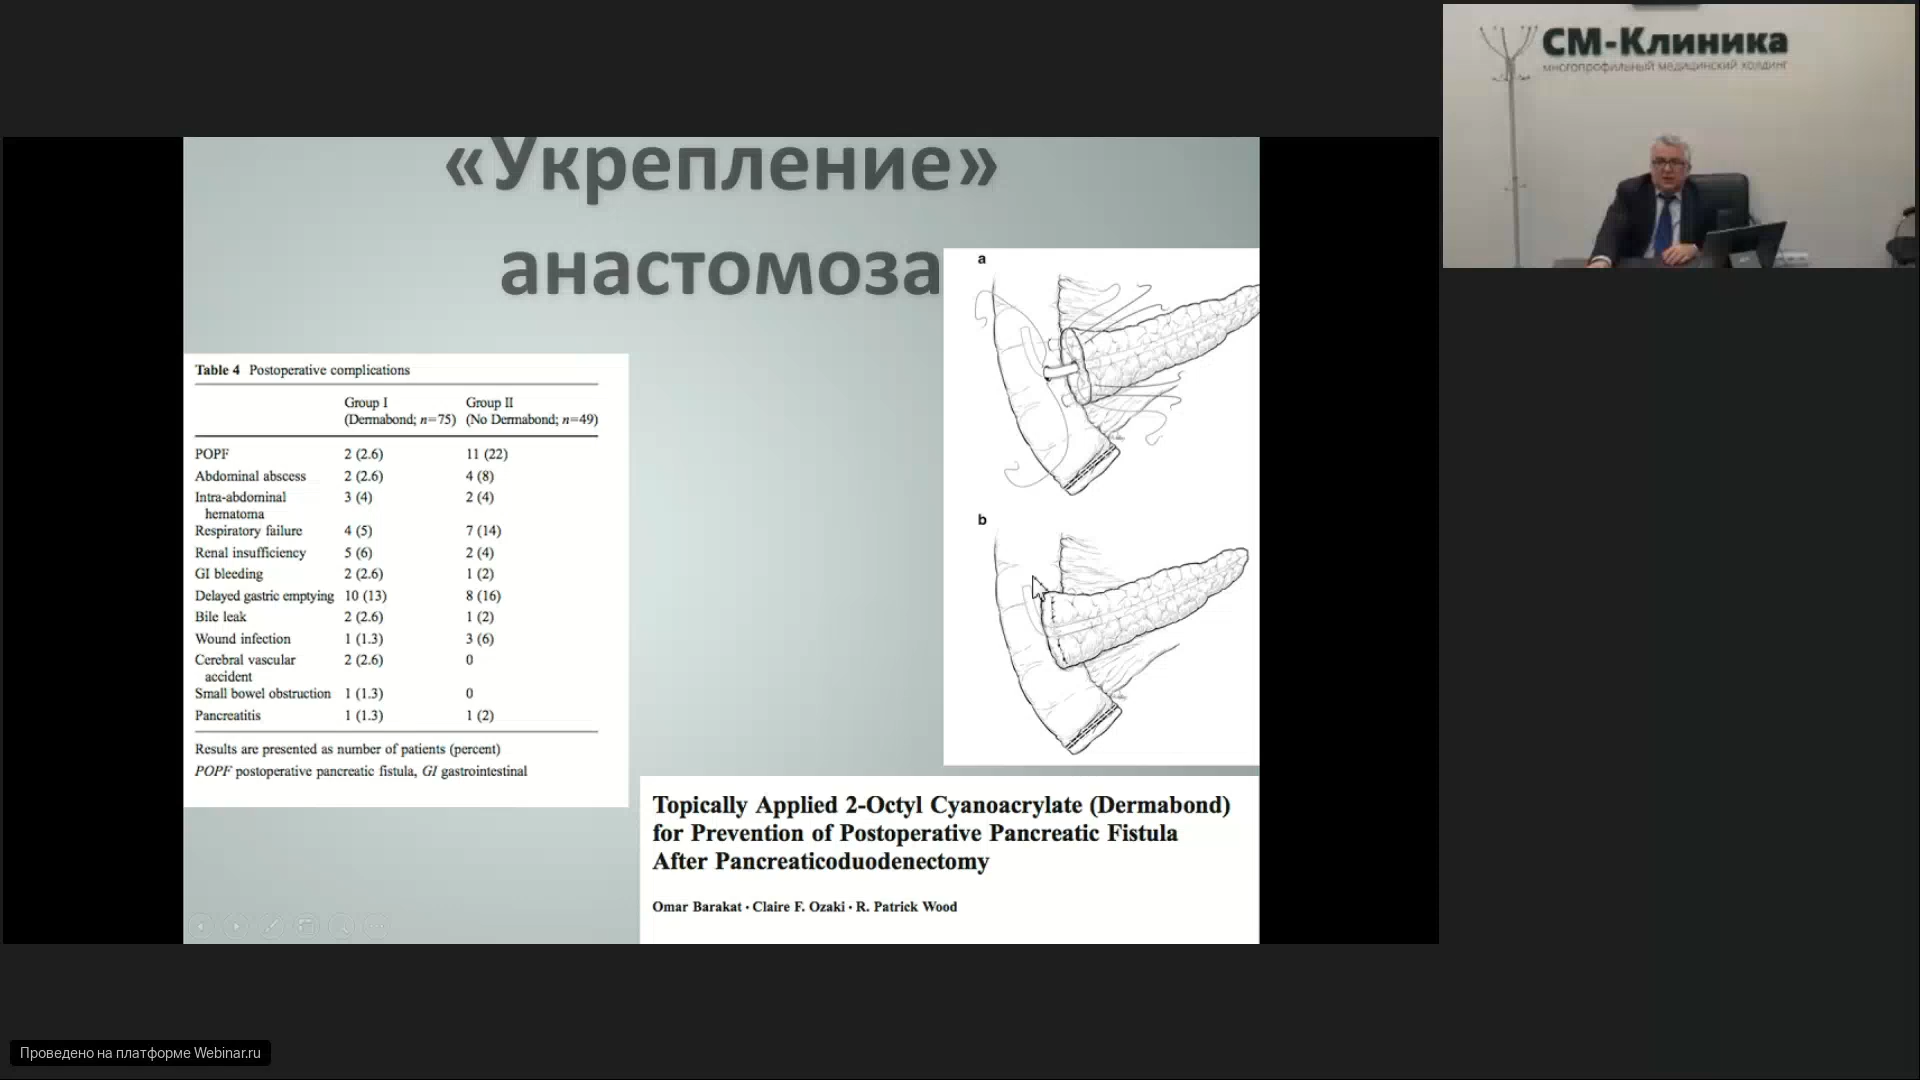 «Укрепление»
анастомоза
Table 4 Postoperative complications
Group I Group II
(Dermabond; n=75) (No Dermabond; n=49)
POPF 2 (2.6) 11 (22)
Abdominal abscess 2 (2.6) 4 (8)
Intra-abdominal 3 (4) 2 (4)
hematoma
Respiratory failure 4 (5) 7 (14)
Renal insufficiency 5 (6) 2 (4)
GI bleeding 2 (2.6) 1 (2)
Delayed gastric emptying 10 (13) 8 (16)
Bile leak 2 (2.6) 1 (2)
Wound infection 1 (1.3) 3 (6)
Cerebral vascular 2 (2.6) 0
accident
Small bowel obstruction 1 (1.3) 0
Pancreatitis 1 (1.3) 1 (2)
Results are presented as number of patients (percent)
POPF postoperative pancreatic fistula, GI gastrointestinal
a
b
Topically Applied 2-Octyl Cyanoacrylate (Dermabond)
for Prevention of Postoperative Pancreatic Fistula
After Pancreaticoduodenectomy
Omar Barakat · Claire F. Ozaki · R. Patrick Wood
СМ-Клиника
многопрофильный медицинский холдинг
Проведено на платформе Webinar.ru